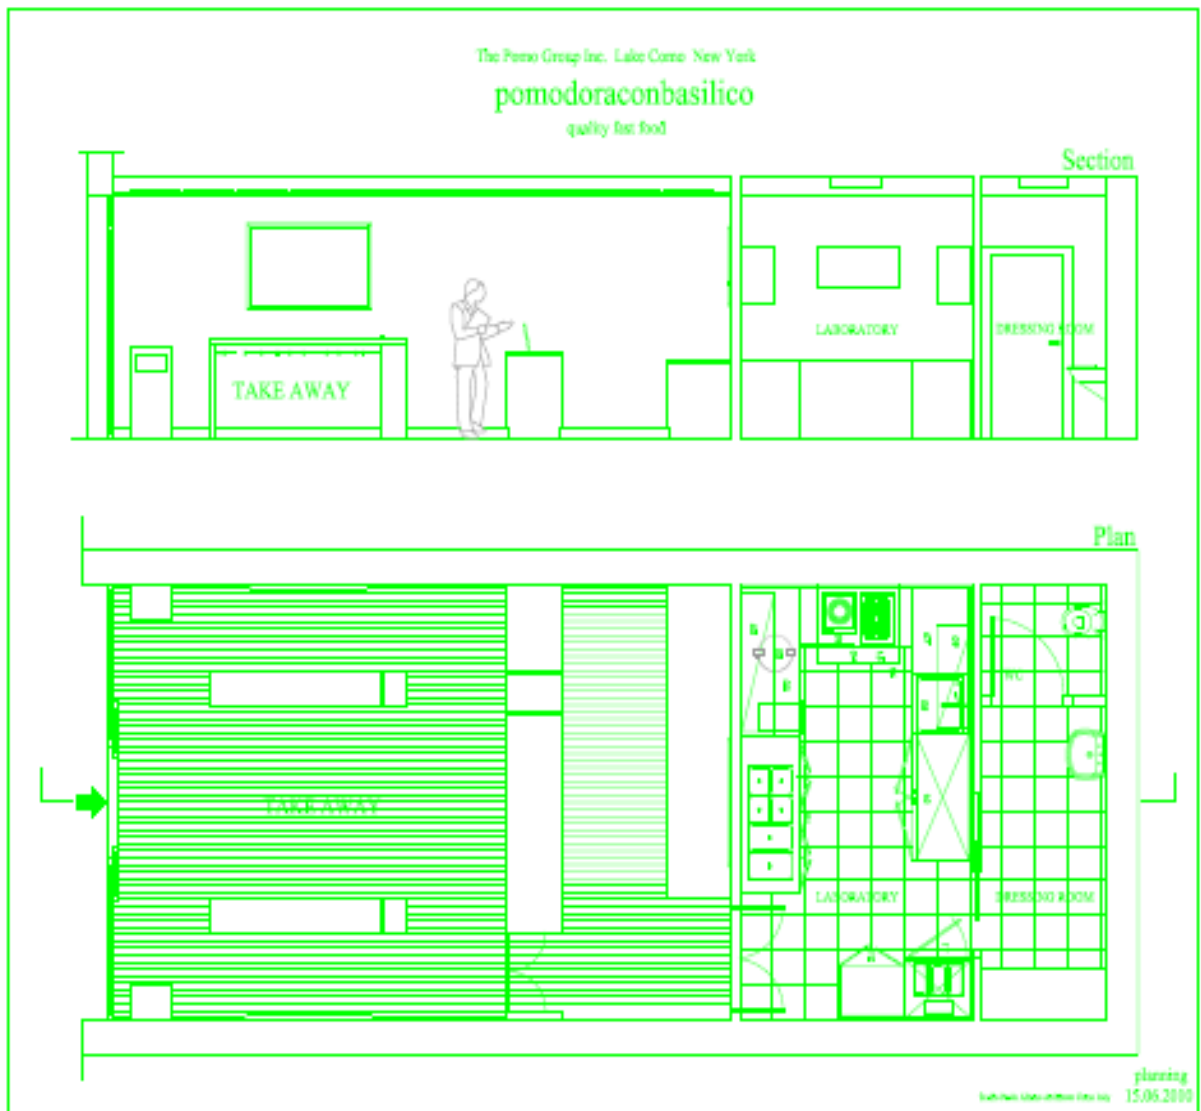 The Pomo Group Inc. Lake Como New York
pomodoraconbasilico
quality fast food
Section
TAKE AWAY
LABORATORY
DRESSING ROOM
Plan
WC
TAKE AWAY
LABORATORY
DRESSING ROOM
planning
15.06.2010